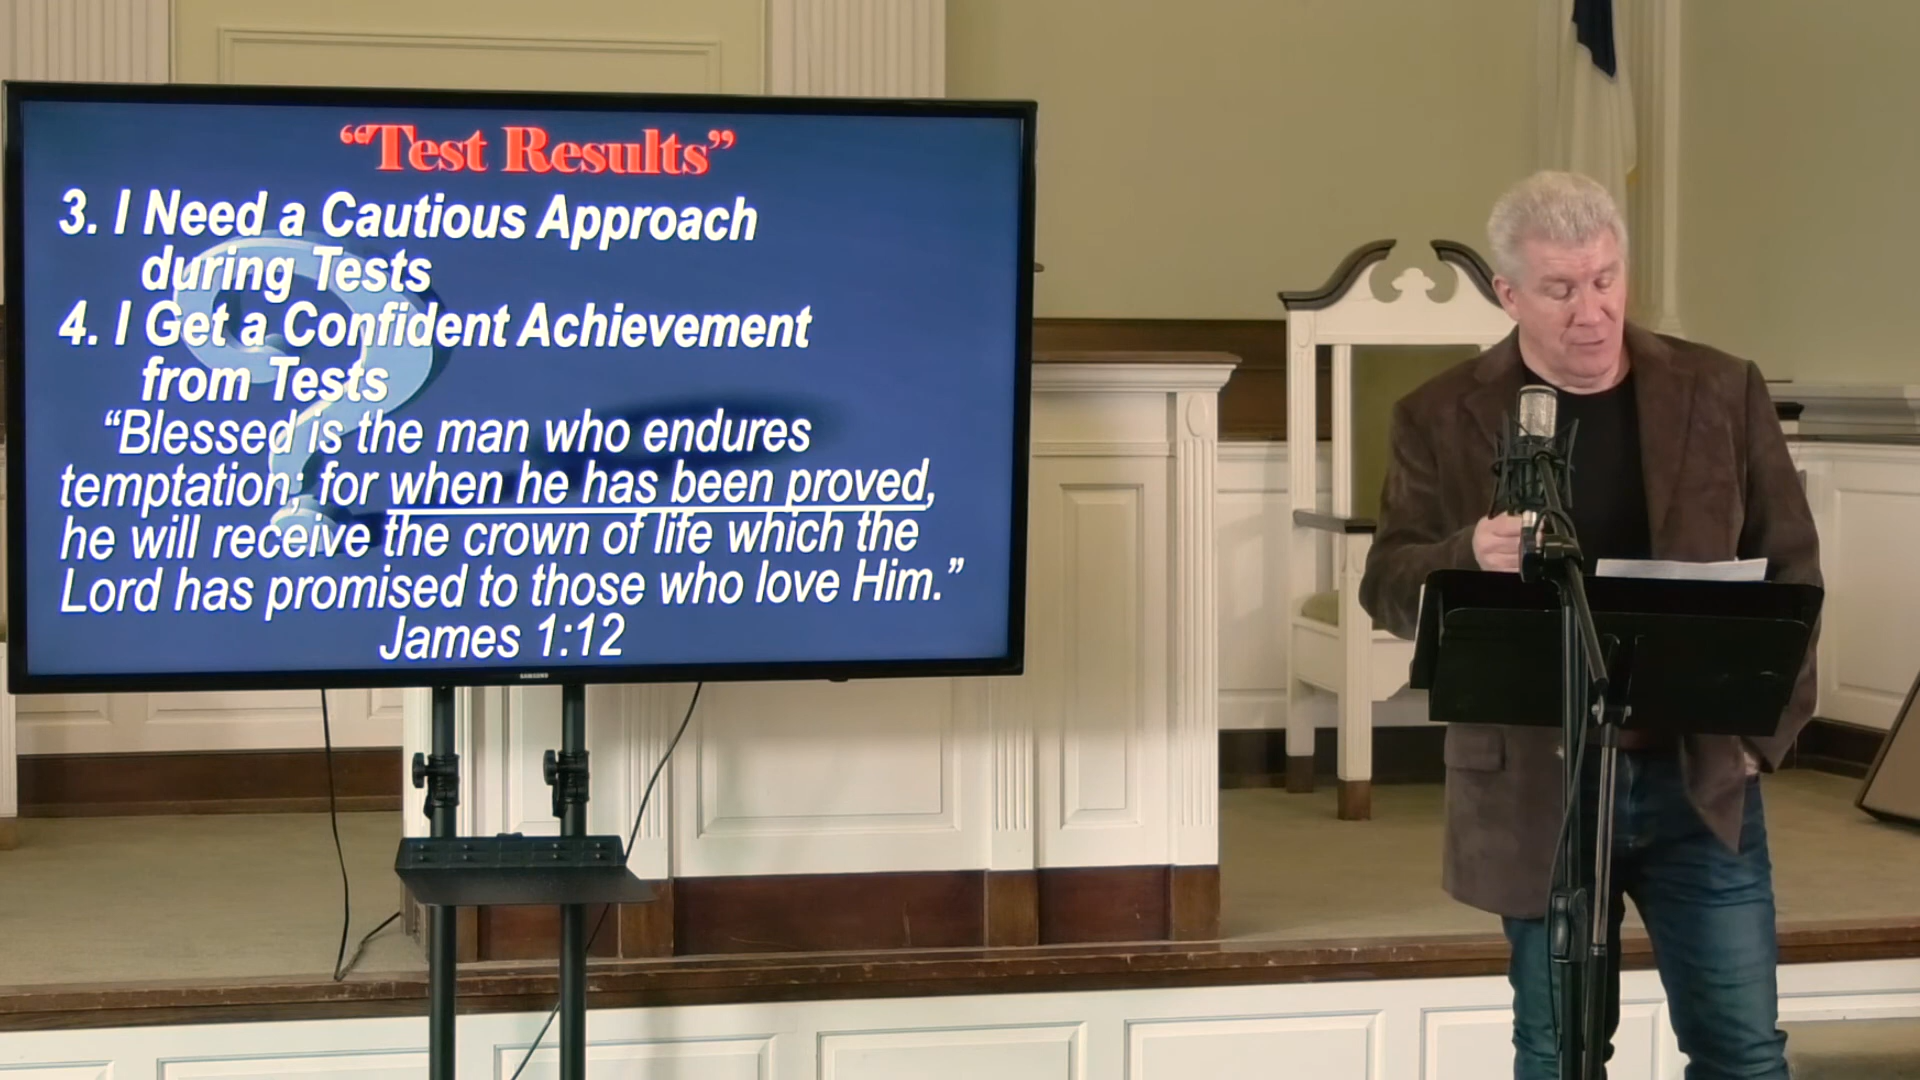 “Test Results”
3. I Need a Cautious Approach
during Tests
4. I Get a Confident Achievement
from Tests
“Blessed is the man who endures
temptation; for when he has been proved,
he will receive the crown of life which the
Lord has promised to those who love Him.”
James 1:12
SAMSUNG